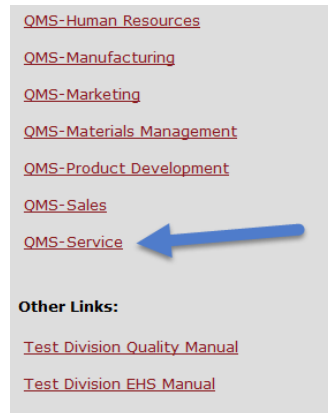 QMS-Human Resources
QMS-Manufacturing
QMS-Marketing
QMS-Materials Management
QMS-Product Development
QMS-Sales
QMS-Service
Other Links:
Test Division Quality Manual
Test Division EHS Manual